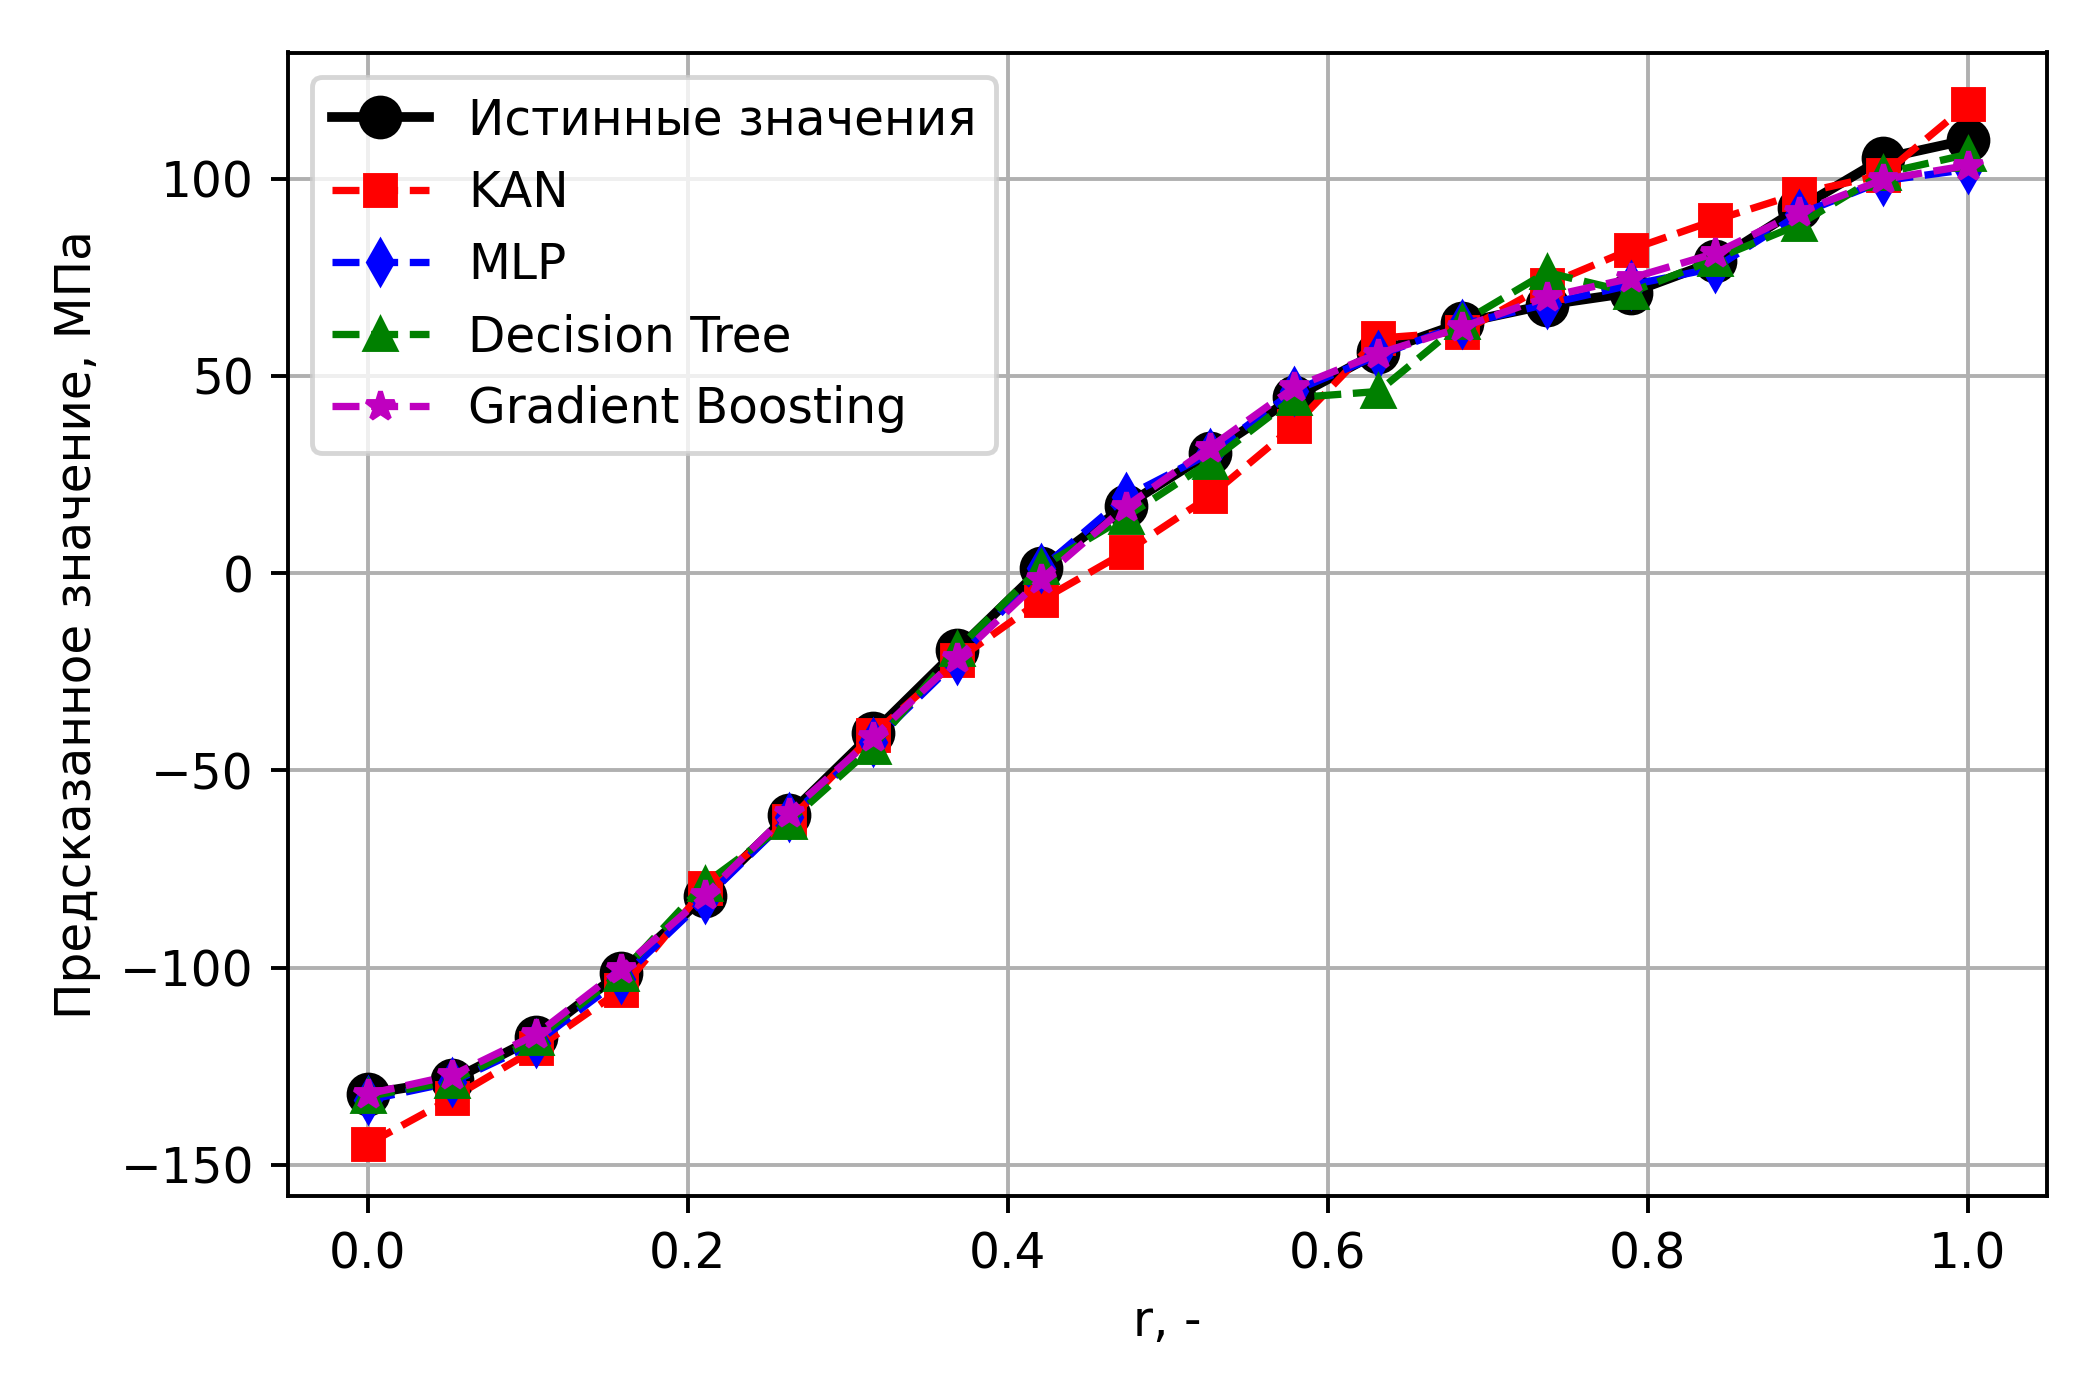 Истинные значения
KAN
MLP
Decision Tree
Gradient Boosting
Предсказанное значение, МПа
100
50
0
−50
−100
−150
0.0 0.2 0.4 0.6 0.8 1.0
r, -